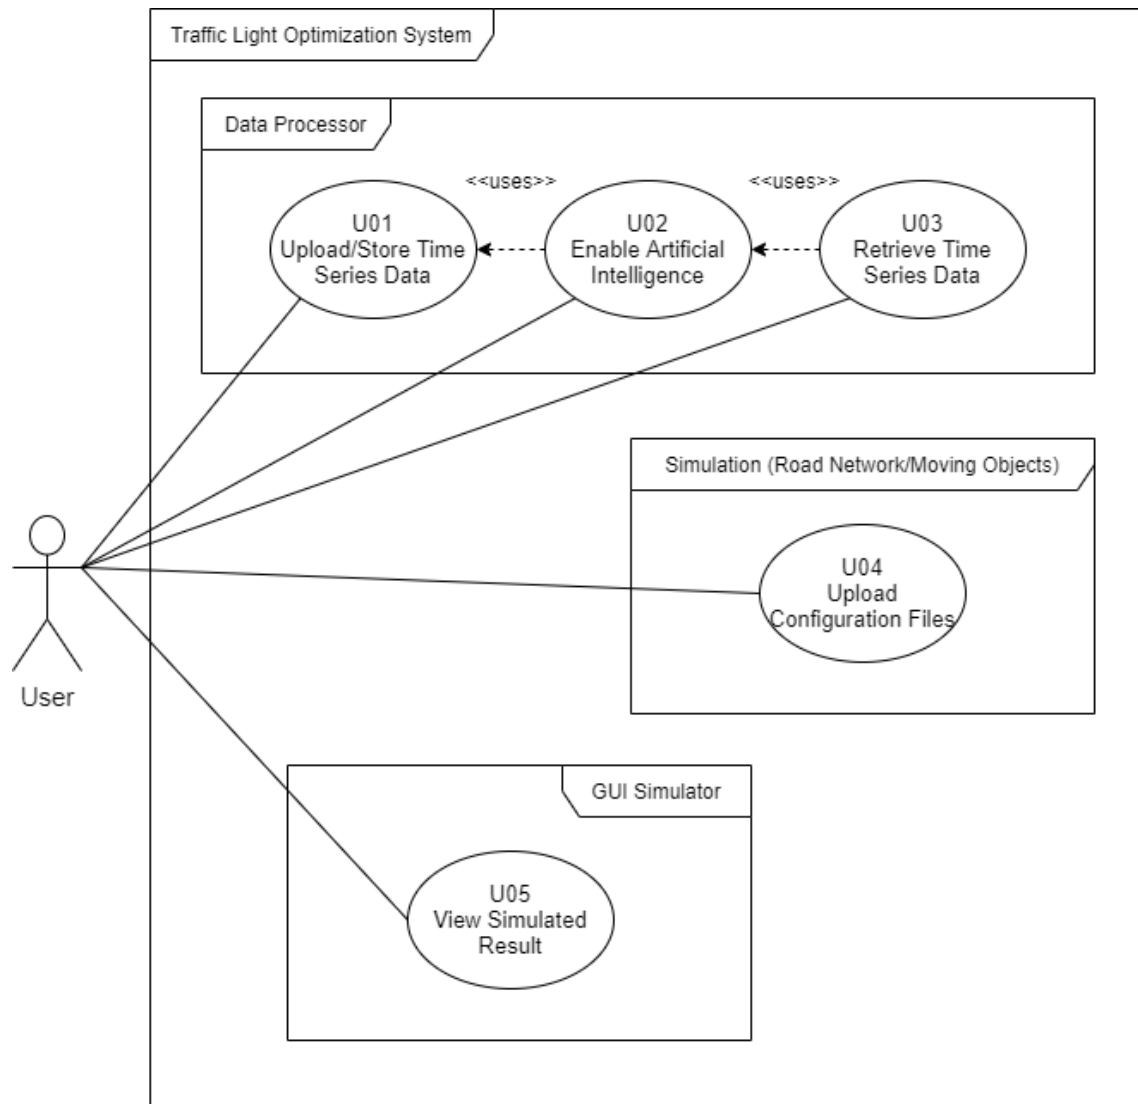 Traffic Light Optimization System
Data Processor
<<uses>>
<<uses>>
U01
Upload/Store Time
Series Data
U02
Enable Artificial
Intelligence
U03
Retrieve Time
Series Data
Simulation (Road Network/Moving Objects)
U04
Upload
Configuration Files
User
GUI Simulator
U05
View Simulated
Result